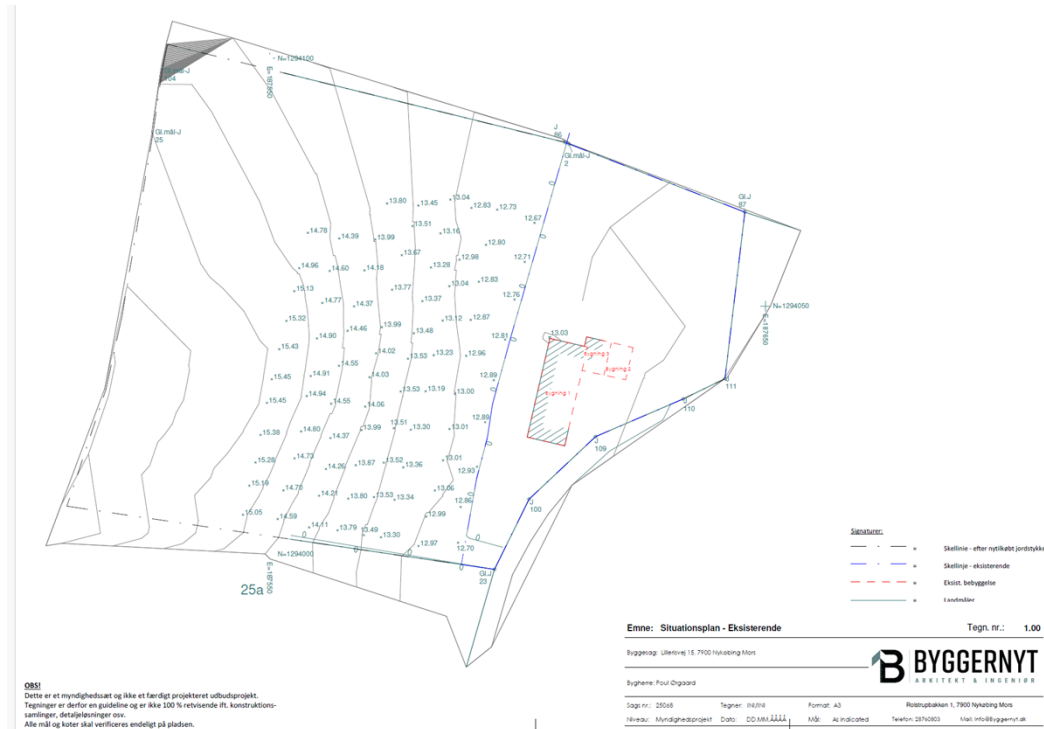 N=1294100
Gl.mål-J
104
E=187550
Gl.mål-J
25
J
86
Gl.mål-J
2
Gl.J
87
13.80
13.45
13.04
12.83
12.73
12.67
13.51
13.16
14.78
14.39
13.99
12.80
13.67
12.98
12.71
14.96
14.60
14.18
13.28
15.13
13.77
13.04
12.83
12.76
14.77
14.37
13.37
N=1294050
E=187650
15.32
13.12
12.87
14.90
14.46
13.99
13.48
13.03
12.81
15.43
14.02
13.53
13.23
12.96
Bygning 3
Bygning 2
14.55
15.45
14.91
14.03
12.89
111
13.53
13.19
13.00
Bygning 1
15.45
14.94
14.55
14.06
J
110
12.89
13.51
13.30
13.01
15.38
14.80
14.37
13.99
J
109
15.28
14.73
14.26
13.87
13.52
13.36
13.01
12.93
15.19
14.70
14.21
13.80
13.53
13.34
13.06
12.86
J
100
15.05
14.59
14.11
13.79
13.49
13.30
12.99
12.97
12.70
N=1294000
E=187550
25a
Gl.J
23
Signaturer:
= Skellinie - efter nytilkøbt jordstykke
= Skellinje - eksisterende
= Eksist. bebyggelse
= Landmåler
Emne: Situationsplan - Eksisterende Tegn. nr.: 1.00
Byggesag: Lillerisvej 15, 7900 Nykøbing Mors
BYGGERNYT
ARKITEKT & INGENIØR
Bygherre: Poul Ørgaard
Sags nr.: 25068 Tegner: INI/INI Format: A3 Rolstrupbakken 1, 7900 Nykøbing Mors
Niveau: Myndighedsprojekt Dato: DD.MM.ÅÅÅÅ Mål: As indicated Telefon: 28760803 Mail: Info@Byggernyt.dk
OBS!
Dette er et myndighedssæt og ikke et færdigt projekteret udbudsprojekt.
Tegninger er derfor en guideline og er ikke 100 % retvisende ift. konstruktions-
samlinger, detaljeløsninger osv.
Alle mål og koter skal verificeres endeligt på pladsen.